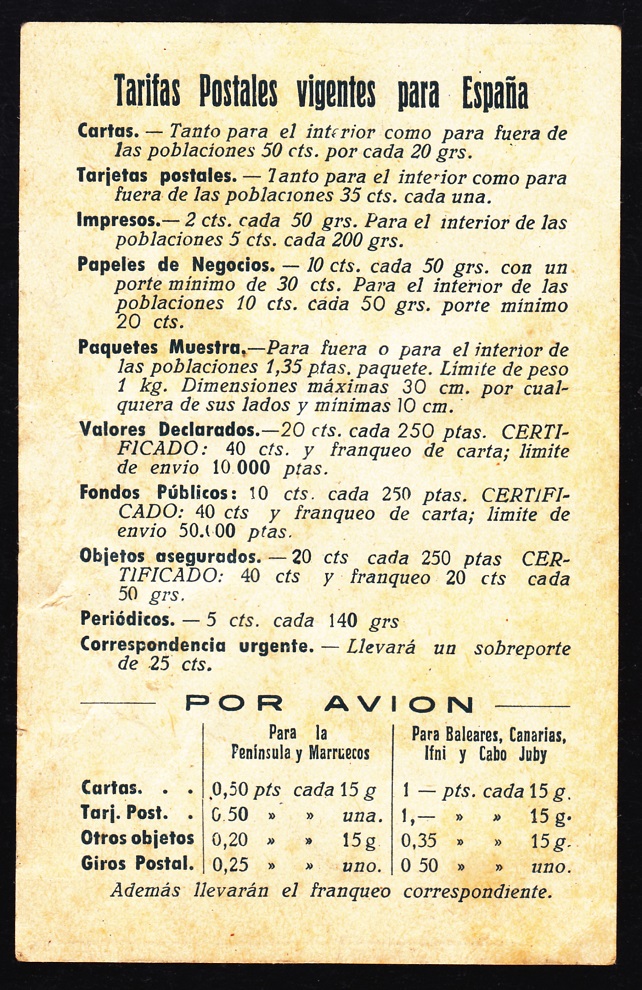 Tarifas Postales vigentes para España
Cartas. — Tanto para el interior como para fuera de
las poblaciones 50 cts. por cada 20 grs.
Tarjetas postales. — Tanto para el interior como para
fuera de las poblaciones 35 cts. cada una.
Impresos.— 2 cts. cada 50 grs. Para el interior de las
poblaciones 5 cts. cada 200 grs.
Papeles de Negocios. — 10 cts. cada 50 grs. con un
porte mínimo de 30 cts. Para el interior de las
poblaciones 10 cts. cada 50 grs. porte mínimo
20 cts.
Paquetes Muestra.—Para fuera o para el interior de
las poblaciones 1,35 ptas. paquete. Límite de peso
1 kg. Dimensiones máximas 30 cm. por cual-
quiera de sus lados y mínimas 10 cm.
Valores Declarados.—20 cts. cada 250 ptas. CERTI-
FICADO: 40 cts. y franqueo de carta; limite
de envio 10.000 ptas.
Fondos Públicos: 10 cts. cada 250 ptas. CERTIFI-
CADO: 40 cts y franqueo de carta; limite de
envio 50.000 ptas.
Objetos asegurados. — 20 cts cada 250 ptas CER-
TIFICADO: 40 cts y franqueo 20 cts cada
50 grs.
Periódicos. — 5 cts. cada 140 grs
Correspondencia urgente. — Llevará un sobreporte
de 25 cts.
POR AVION
Para la Península y Marruecos
Para Baleares, Canarias, Ifni y Cabo Juby
Cartas. . . 0,50 pts cada 15 g 1 — pts. cada 15 g.
Tarj. Post. . 0.50 » » una. 1,— » » 15 g.
Otros objetos 0,20 » » 15 g 0,35 » » 15 g.
Giros Postal. 0,25 » » uno. 0 50 » » uno.
Además llevarán el franqueo correspondiente.